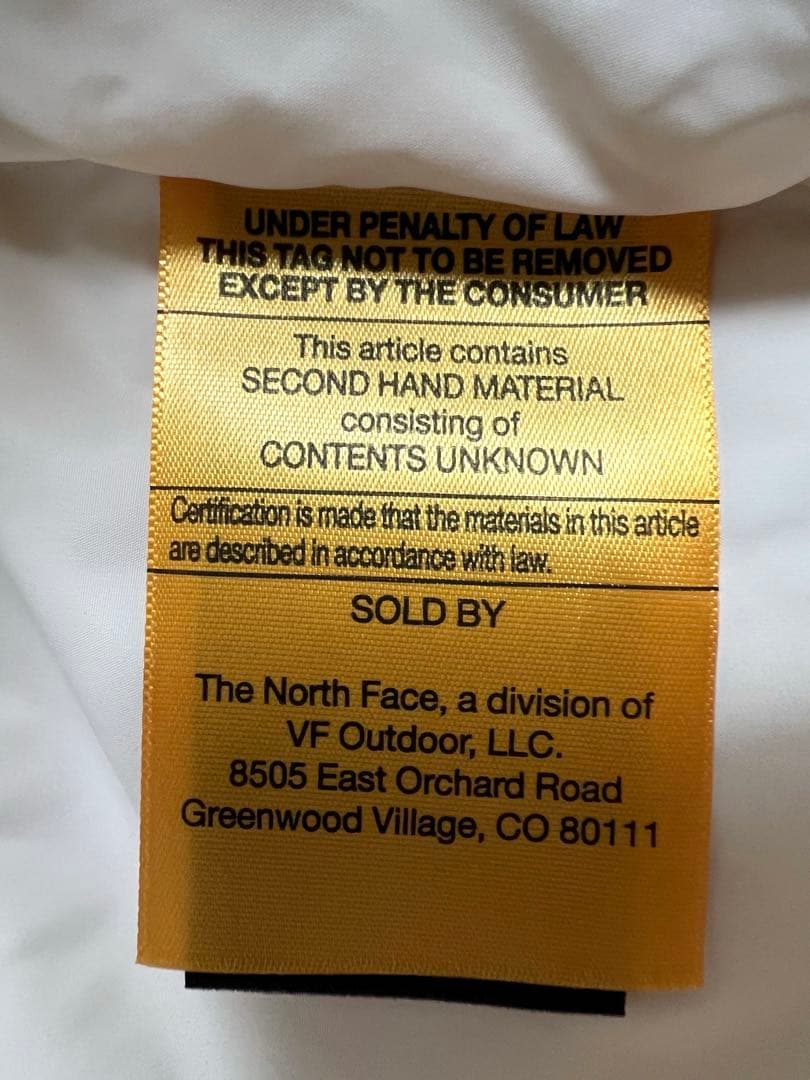 UNDER PENALTY OF LAW
THIS TAG NOT TO BE REMOVED
EXCEPT BY THE CONSUMER
This article contains
SECOND HAND MATERIAL
consisting of
CONTENTS UNKNOWN
Certification is made that the materials in this article
are described in accordance with law.
SOLD BY
The North Face, a division of
VF Outdoor, LLC.
8505 East Orchard Road
Greenwood Village, CO 80111